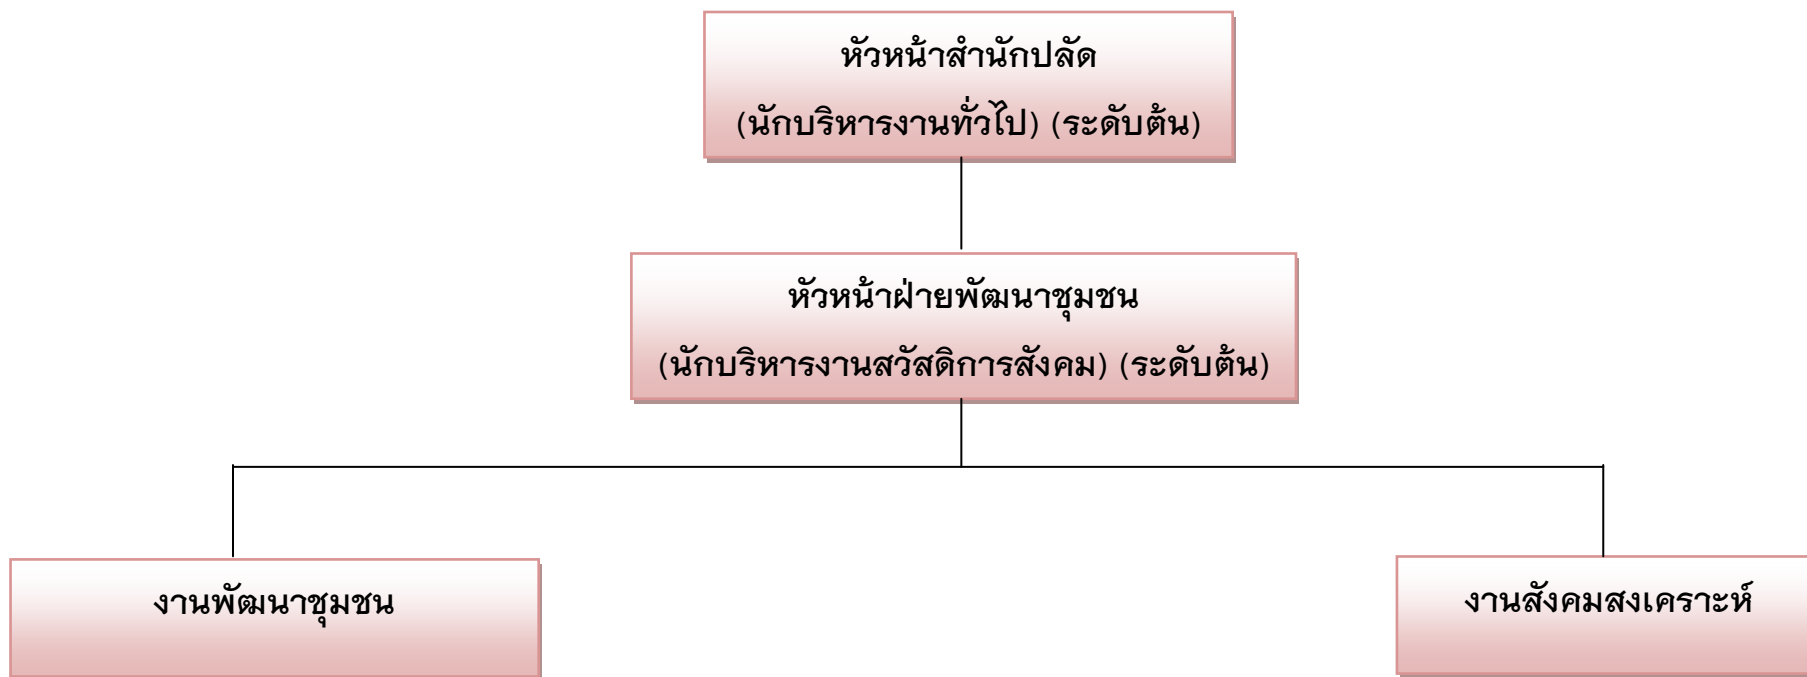 หัวหน้าสำนักปลัด
(นักบริหารงานทั่วไป) (ระดับต้น)
หัวหน้าฝ่ายพัฒนาชุมชน
(นักบริหารงานสวัสดิการสังคม) (ระดับต้น)
งานพัฒนาชุมชน
งานสังคมสงเคราะห์